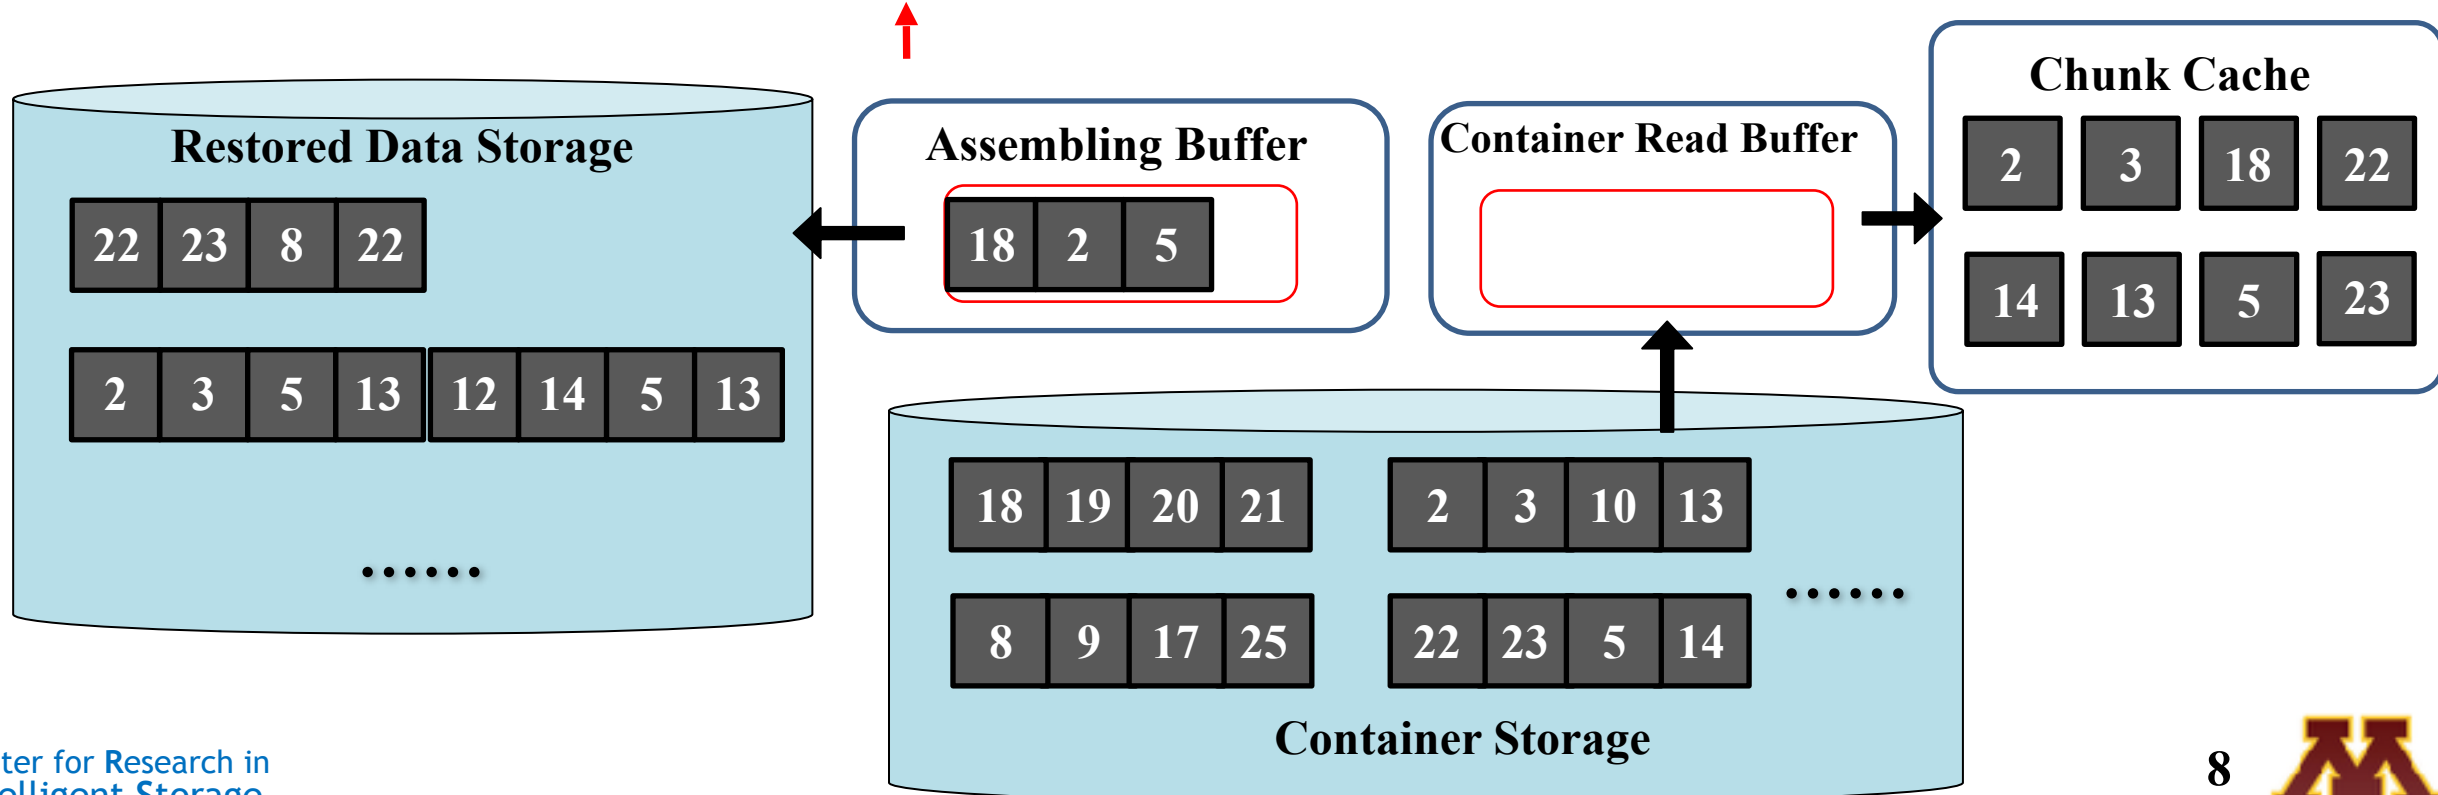 Restored Data Storage
22 23 8 22
2 3 5 13 12 14 5 13
......
Assembling Buffer
18 2 5
Container Read Buffer
Chunk Cache
2 3 18 22
14 13 5 23
18 19 20 21 2 3 10 13
8 9 17 25 22 23 5 14
......
Container Storage
ter for Research in
elligent Storage
8
M